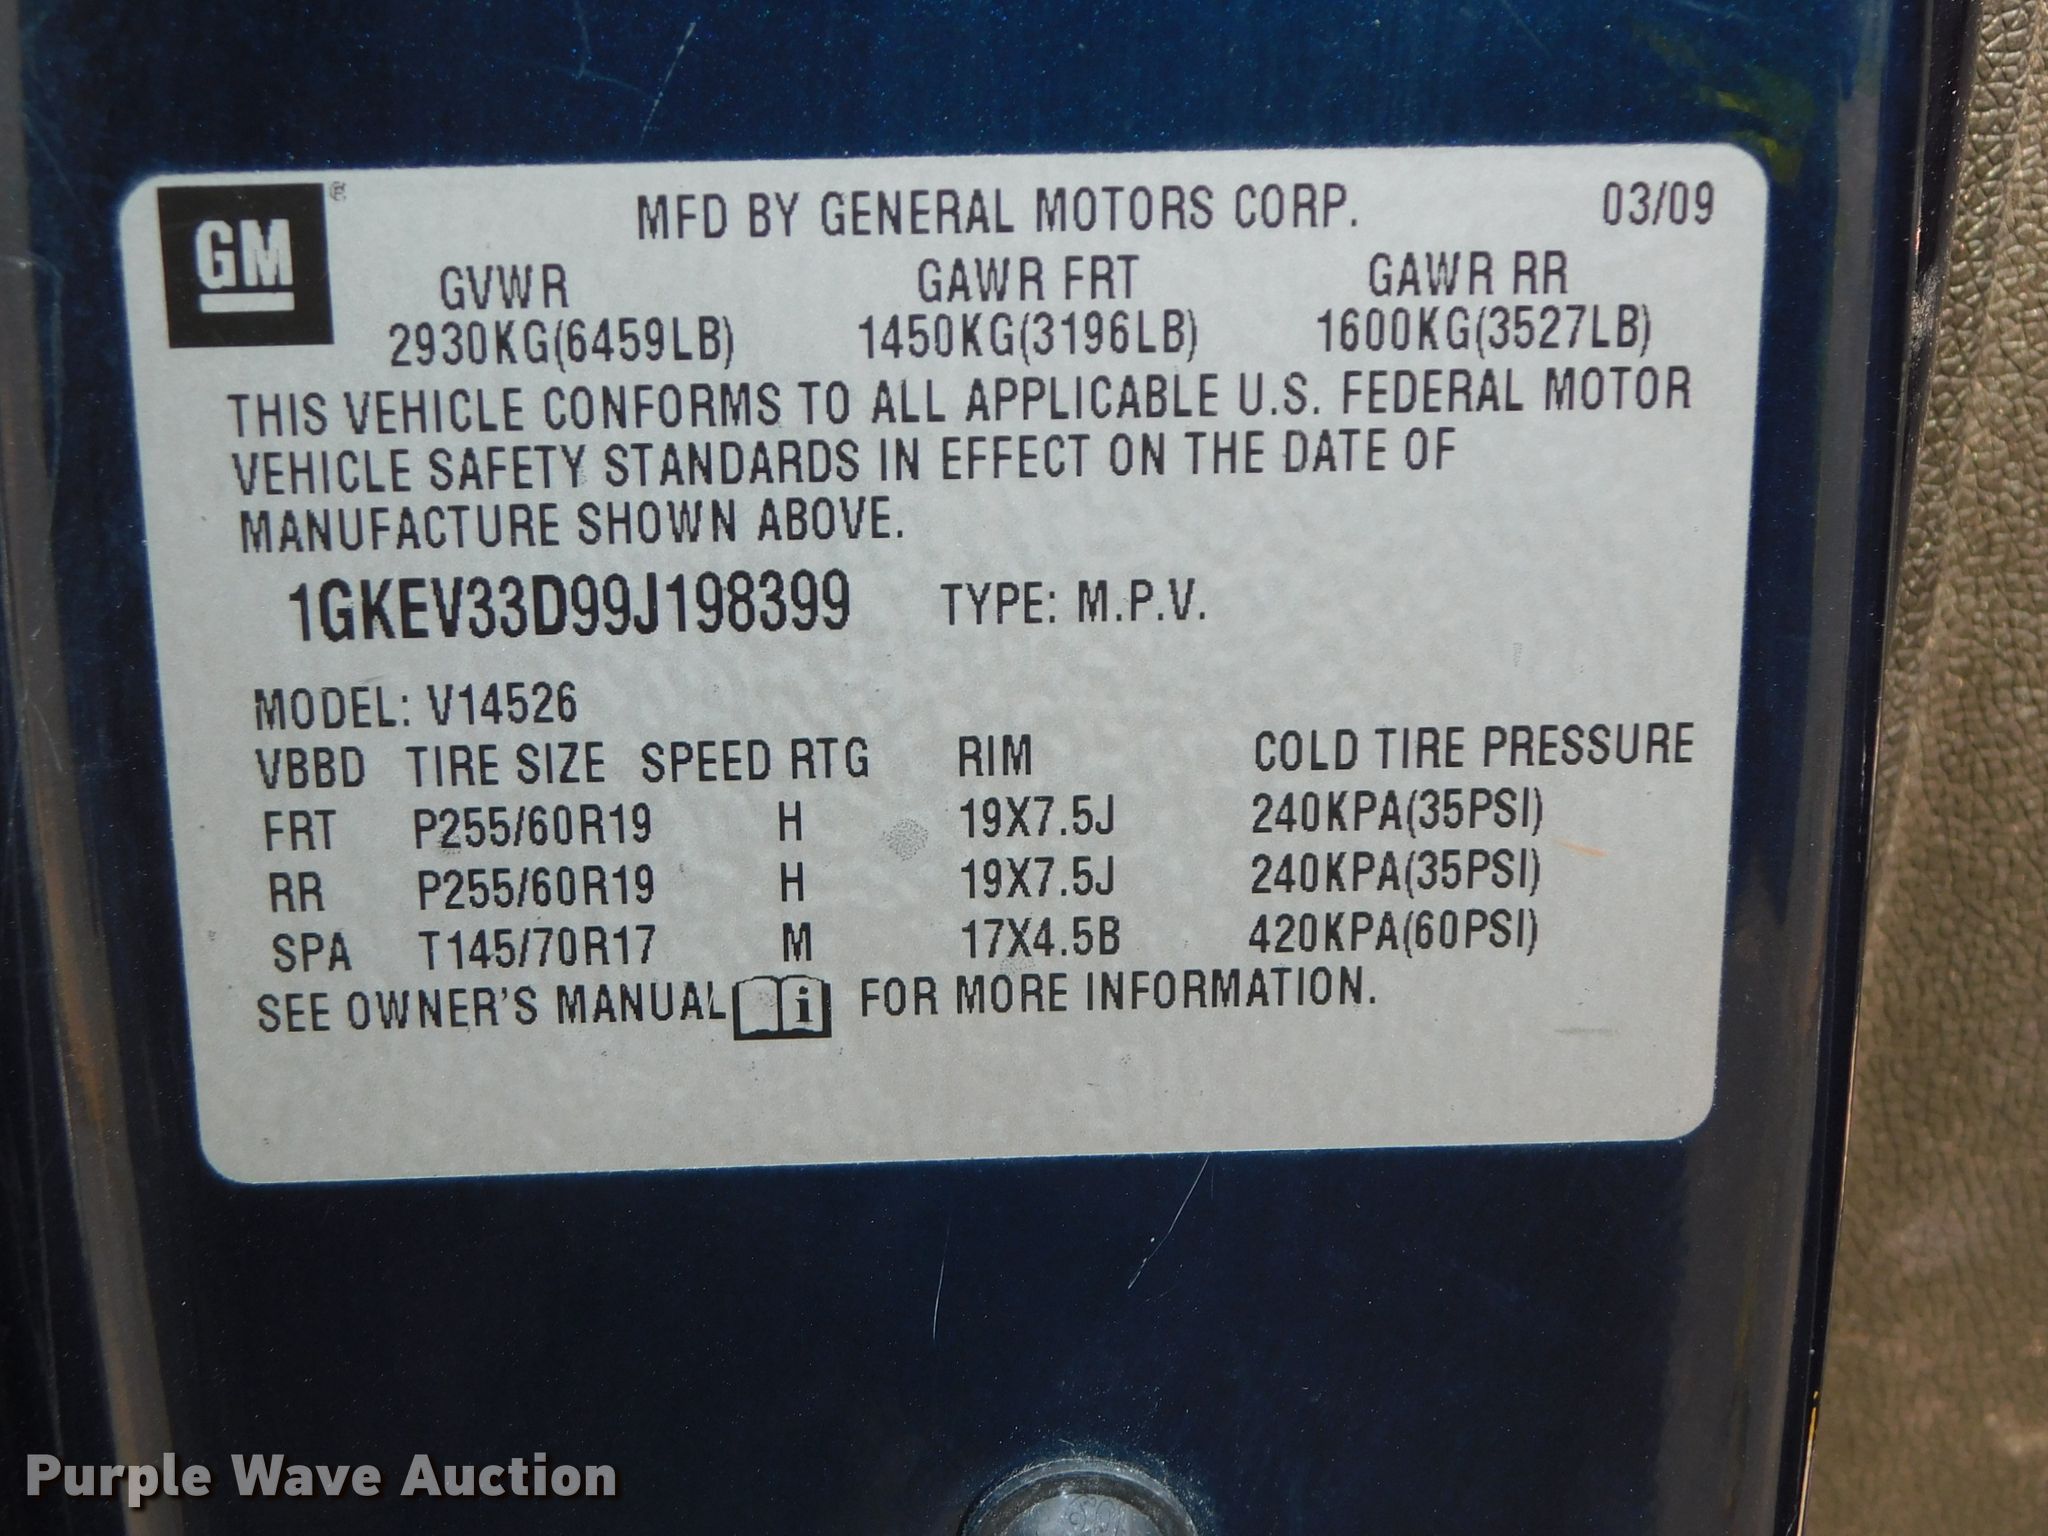 GM ® MFD BY GENERAL MOTORS CORP. 03/09
GVWR GAWR FRT GAWR RR
2930KG(6459LB) 1450KG(3196LB) 1600KG(3527LB)
THIS VEHICLE CONFORMS TO ALL APPLICABLE U.S. FEDERAL MOTOR
VEHICLE SAFETY STANDARDS IN EFFECT ON THE DATE OF
MANUFACTURE SHOWN ABOVE.
1GKEV33D99J198399 TYPE: M.P.V.
MODEL: V14526
VBBD TIRE SIZE SPEED RTG RIM COLD TIRE PRESSURE
FRT P255/60R19 H 19X7.5J 240KPA(35PSI)
RR P255/60R19 H 19X7.5J 240KPA(35PSI)
SPA T145/70R17 M 17X4.5B 420KPA(60PSI)
SEE OWNER'S MANUAL i FOR MORE INFORMATION.
Purple Wave Auction